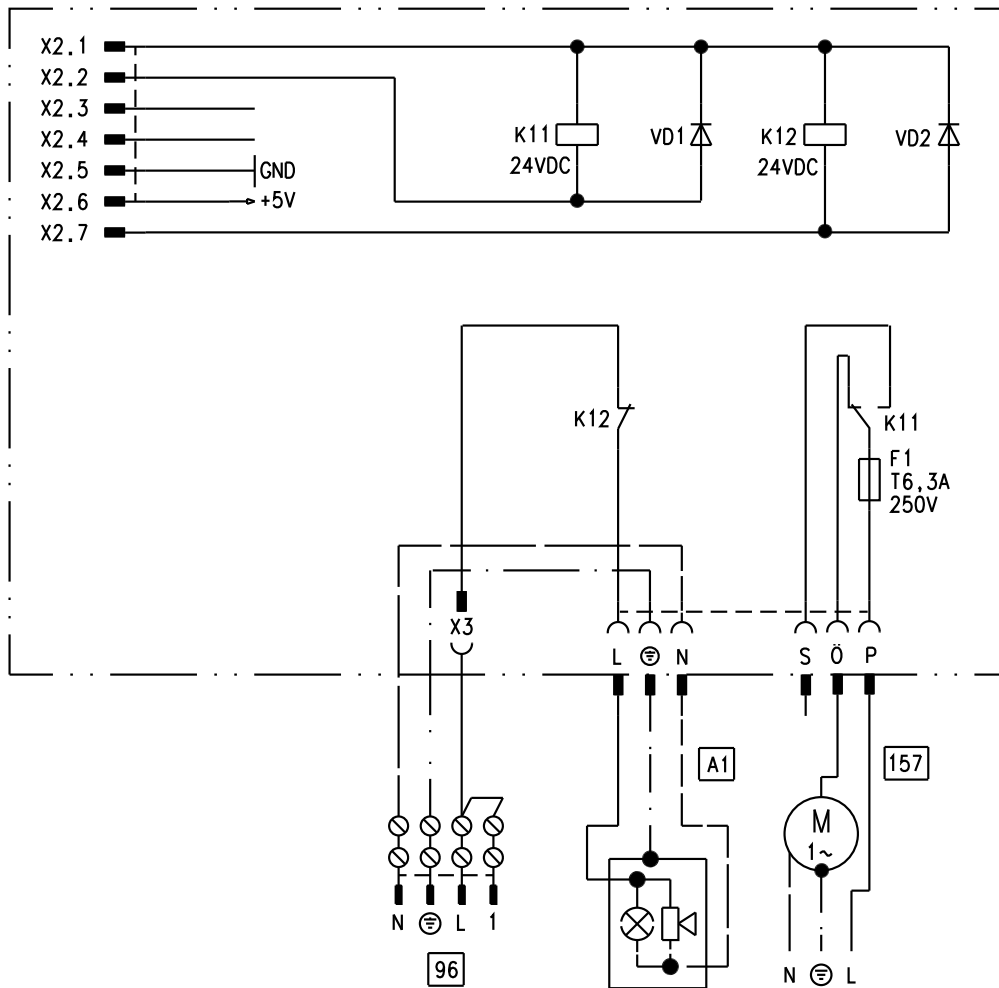 X2.1
X2.2
X2.3
X2.4
X2.5 GND
X2.6 +5V
X2.7
K11 VD1 K12 VD2
24VDC 24VDC
K12 K11
F1
T6,3A
250V
X3
L N S Ö P
A1 157
M
1~
N L 1
96
N L